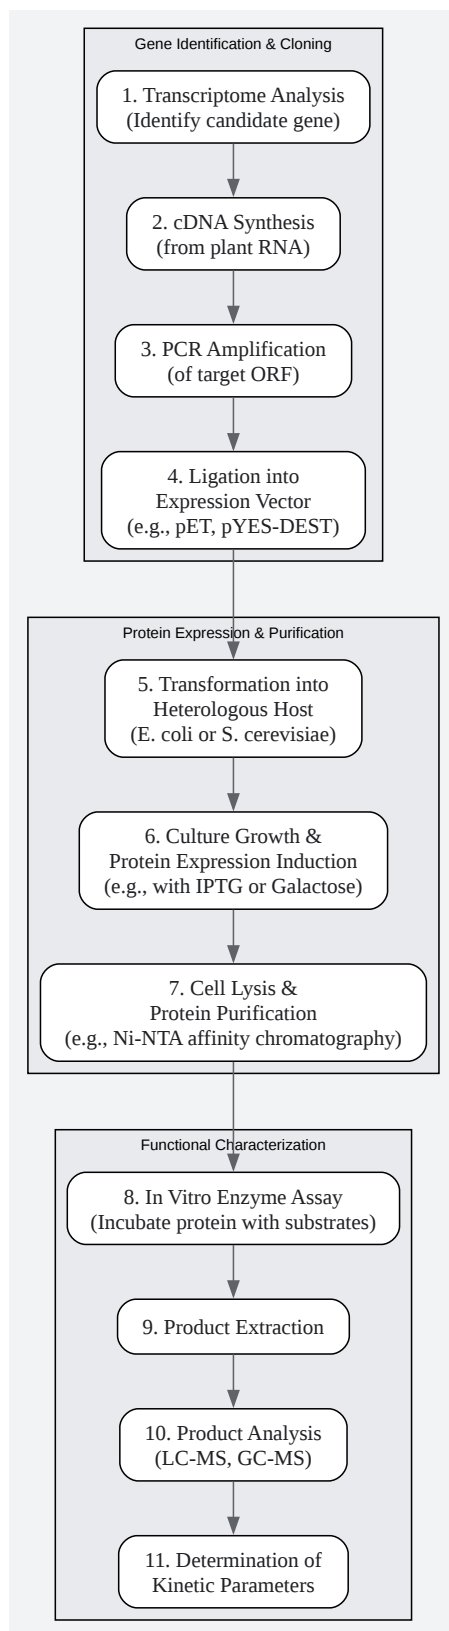 Gene Identification & Cloning
1. Transcriptome Analysis
(Identify candidate gene)
2. cDNA Synthesis
(from plant RNA)
3. PCR Amplification
(of target ORF)
4. Ligation into
Expression Vector
(e.g., pET, pYES-DEST)
Protein Expression & Purification
5. Transformation into
Heterologous Host
(E. coli or S. cerevisiae)
6. Culture Growth &
Protein Expression Induction
(e.g., with IPTG or Galactose)
7. Cell Lysis &
Protein Purification
(e.g., Ni-NTA affinity chromatography)
Functional Characterization
8. In Vitro Enzyme Assay
(Incubate protein with substrates)
9. Product Extraction
10. Product Analysis
(LC-MS, GC-MS)
11. Determination of
Kinetic Parameters